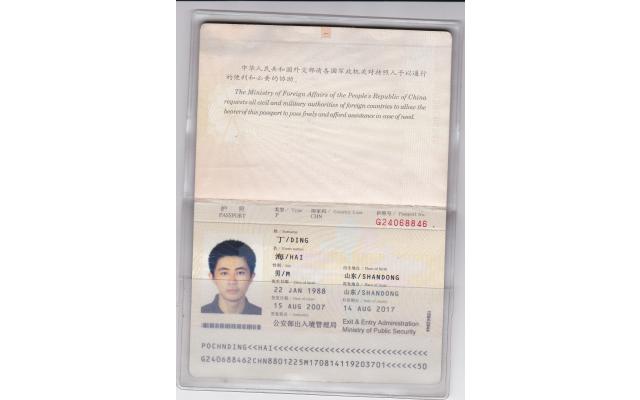 中华人民共和国外交部请各国军政机关对持照人予以通行
的便利和必要的协助。
The Ministry of Foreign Affairs of the People's Republic of China
requests all civil and military authorities of foreign countries to allow the
bearer of this passport to pass freely and afford assistance in case of need.
护 照 类型 / Type 国家码 / Country Code 护照号 / Passport No.
PASSPORT P CHN G24068846
姓 / Surname
丁/DING
名 / Given names
海/HAI
性别 / Sex 出生地点 / Place of birth
男/M 山东/SHANDONG
出生日期 / Date of birth 签发地点 / Place of issue
22 JAN 1988 山东/SHANDONG
签发日期 / Date of issue 有效期至 / Date of expiry
15 AUG 2007 14 AUG 2017
签发机关 / Authority
公安部出入境管理局 Exit & Entry Administration
Ministry of Public Security
POCHNDING<<HAI<<<<<<<<<<<<<<<<<<<<<<<<<<<<<<
G240688462CHN8801225M170814119203701<<<<<<50